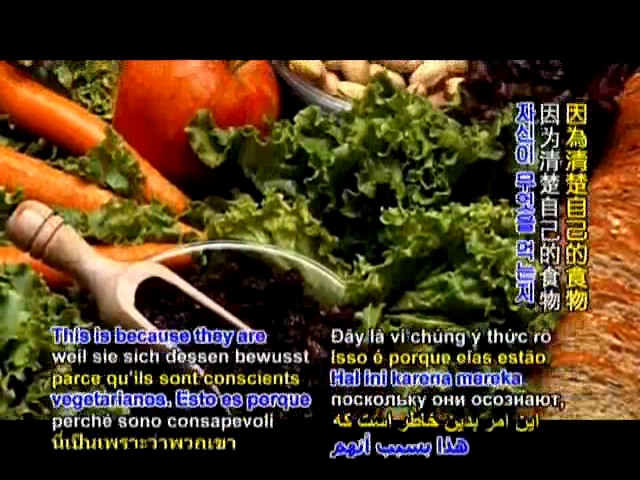 因為清楚自己的食物
因为清楚自己的食物
자신이 무엇을 먹는지
This is because they are
weil sie sich dessen bewusst
parce qu'ils sont conscients
vegetarianos. Esto es porque
perché sono consapevoli
นี่เป็นเพราะว่าพวกเขา
Đây là vì chúng ý thức rõ
Isso é porque elas estão
Hal ini karena mereka
поскольку они осознают,
این امر بدین خاطر است که
هذا بسبب أنهم